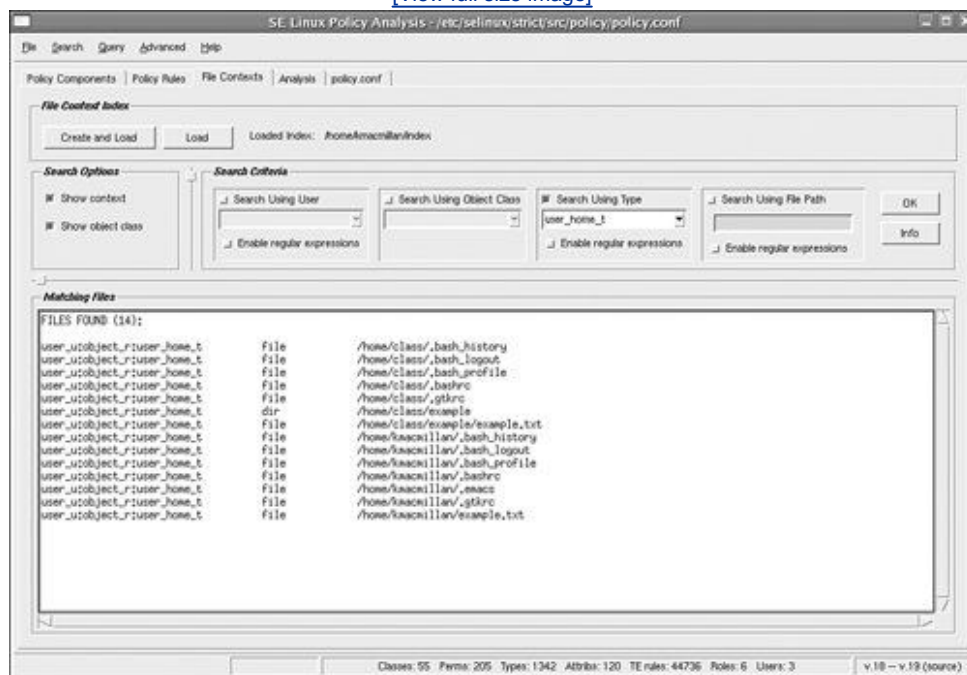 [View full size image]
SE Linux Policy Analysis - /etc/selinux/strict/src/policy/policy.conf
File Search Query Advanced Help
Policy Components Policy Rules File Contexts Analysis policy.conf
File Context Index
Create and Load Load Loaded Index: /home/kmacmillan/index
Search Options Search Criteria
Show context Search Using User Search Using Object Class Search Using Type Search Using File Path OK
user_home_t
Show object class Enable regular expressions Enable regular expressions Enable regular expressions Info
Matching Files
FILES FOUND (14):
user_u:object_r:user_home_t file /home/class/.bash_history
user_u:object_r:user_home_t file /home/class/.bash_logout
user_u:object_r:user_home_t file /home/class/.bash_profile
user_u:object_r:user_home_t file /home/class/.bashrc
user_u:object_r:user_home_t file /home/class/.gtkrc
user_u:object_r:user_home_t dir /home/class/example
user_u:object_r:user_home_t file /home/class/example/example.txt
user_u:object_r:user_home_t file /home/kmacmillan/.bash_history
user_u:object_r:user_home_t file /home/kmacmillan/.bash_logout
user_u:object_r:user_home_t file /home/kmacmillan/.bash_profile
user_u:object_r:user_home_t file /home/kmacmillan/.bashrc
user_u:object_r:user_home_t file /home/kmacmillan/.emacs
user_u:object_r:user_home_t file /home/kmacmillan/.gtkrc
user_u:object_r:user_home_t file /home/kmacmillan/example.txt
Classes: 55 Perms: 205 Types: 1342 Attribs: 120 TE rules: 44736 Roles: 6 Users: 3 v.18 -- v.19 (source)